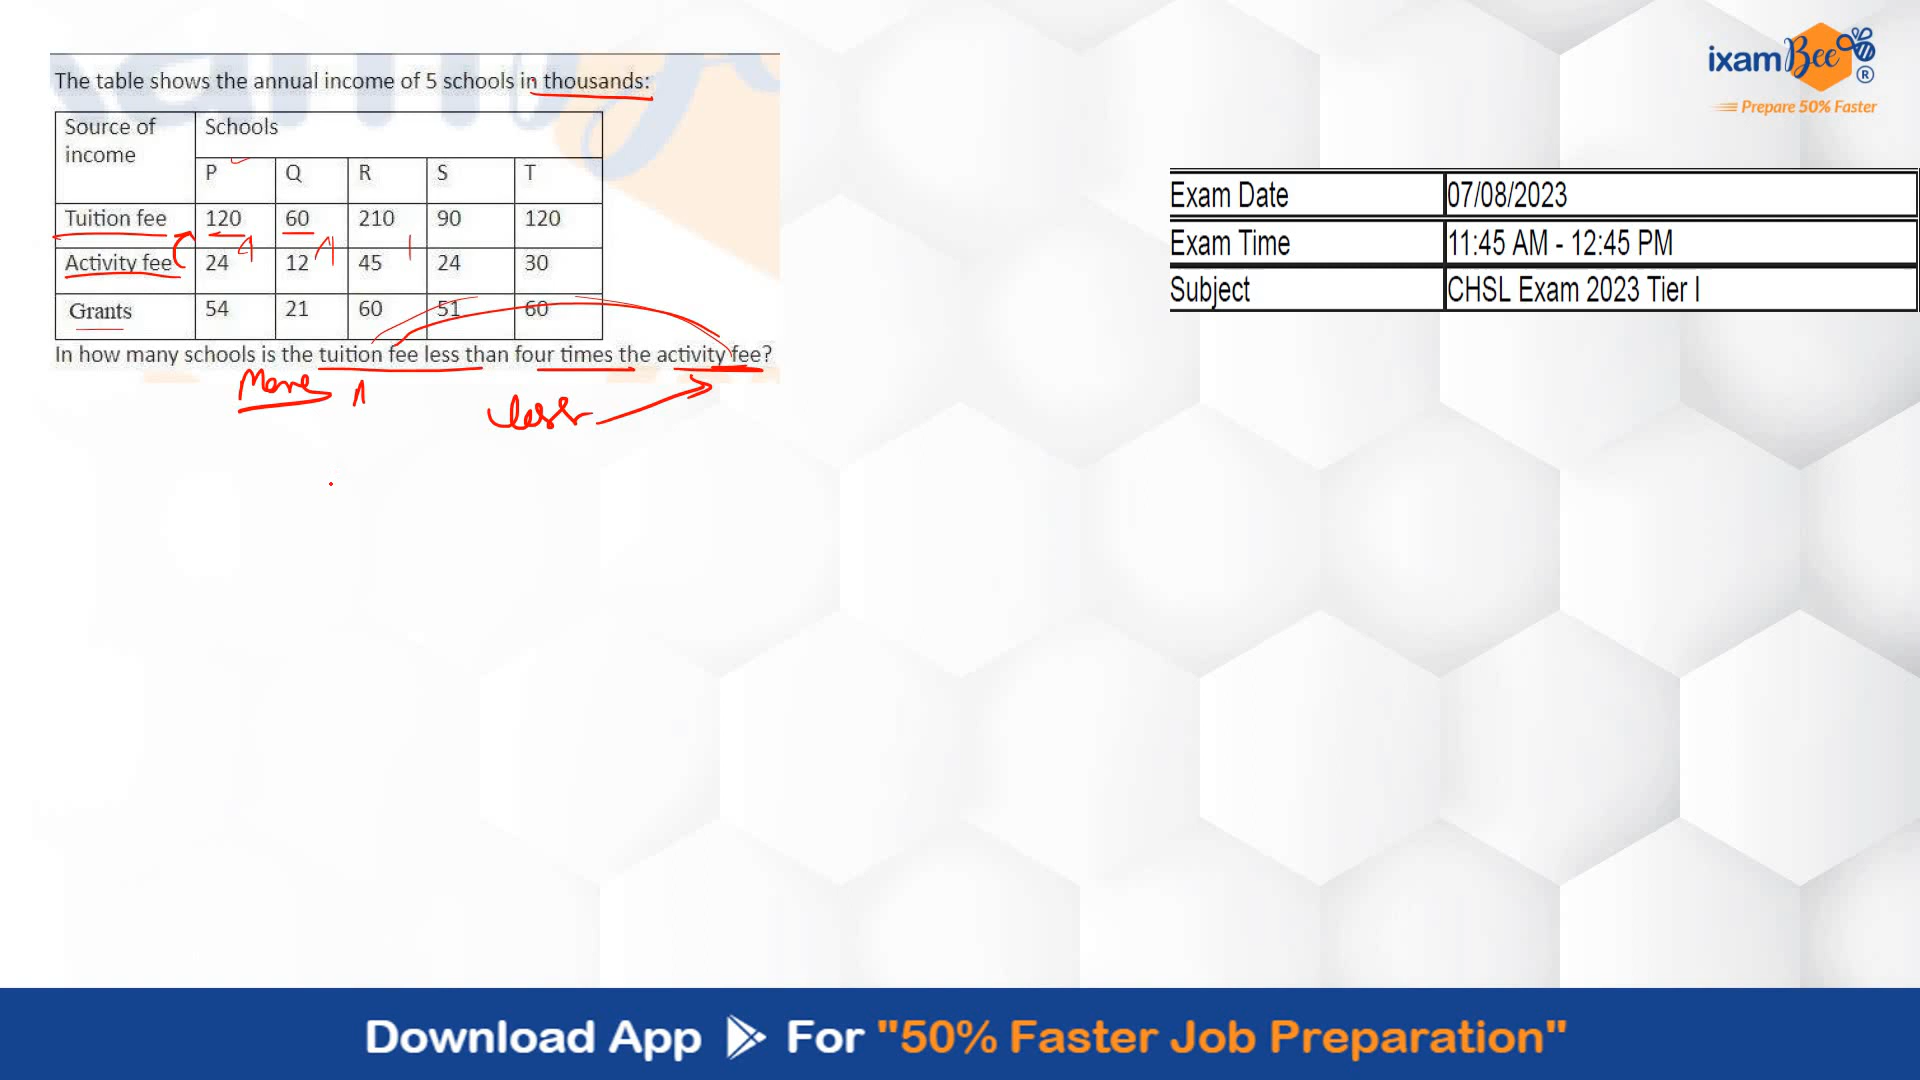 ixamBee ®
Prepare 50% Faster
The table shows the annual income of 5 schools in thousands:
Source of income Schools
P Q R S T
Tuition fee 120 60 210 90 120
Activity fee 24 12 45 24 30
Grants 54 21 60 51 60
In how many schools is the tuition fee less than four times the activity fee?
More
less
Exam Date 07/08/2023
Exam Time 11:45 AM - 12:45 PM
Subject CHSL Exam 2023 Tier I
Download App For "50% Faster Job Preparation"